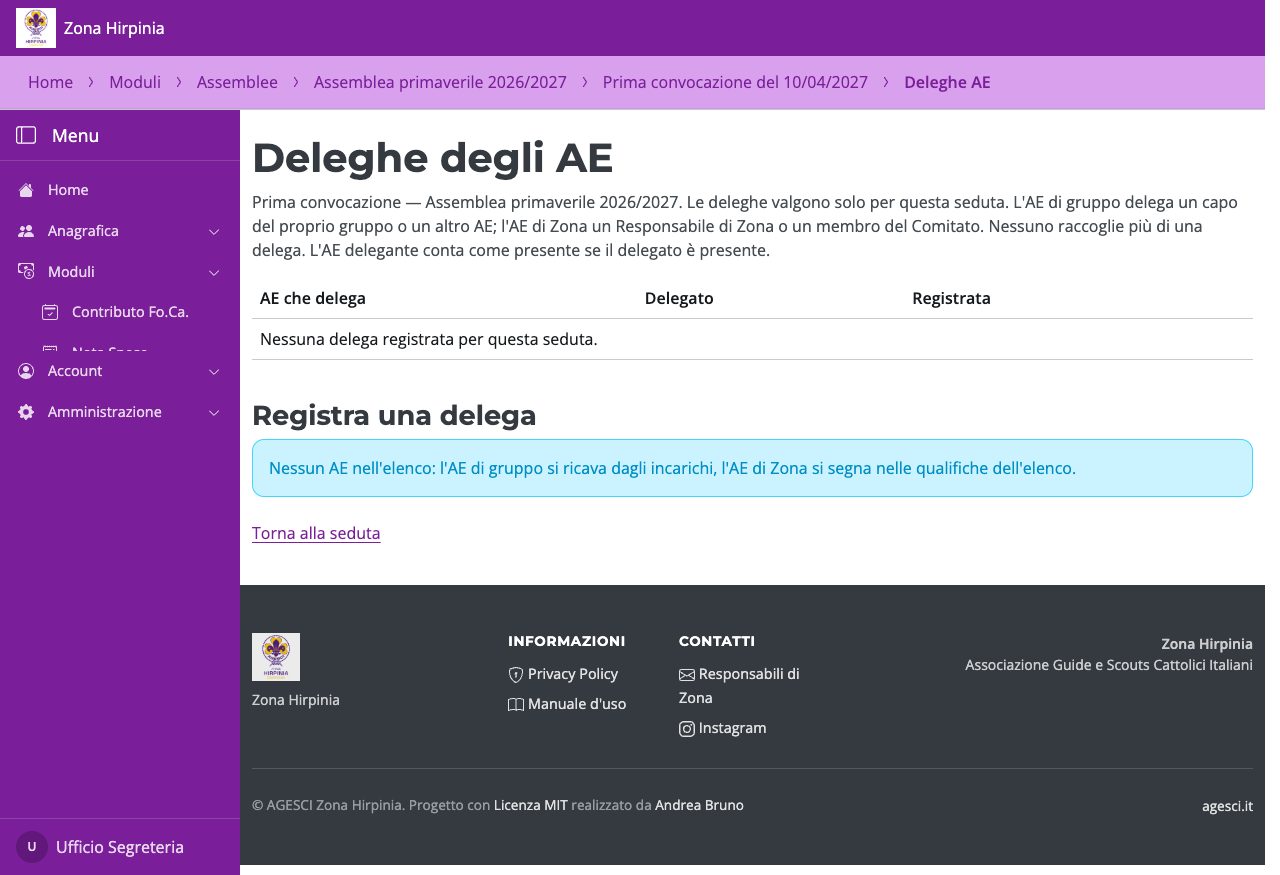 Zona Hirpinia
Home
Moduli
Assemblee
Assemblea primaverile 2026/2027
Prima convocazione del 10/04/2027
Deleghe AE
Menu
Home
Anagrafica
Moduli
Contributo Fo.Ca.
Account
Amministrazione
Ufficio Segreteria
Deleghe degli AE
Prima convocazione — Assemblea primaverile 2026/2027. Le deleghe valgono solo per questa seduta. L'AE di gruppo delega un capo
del proprio gruppo o un altro AE; l'AE di Zona un Responsabile di Zona o un membro del Comitato. Nessuno raccoglie più di una
delega. L'AE delegante conta come presente se il delegato è presente.
AE che delega Delegato Registrata
Nessuna delega registrata per questa seduta.
Registra una delega
Nessun AE nell'elenco: l'AE di gruppo si ricava dagli incarichi, l'AE di Zona si segna nelle qualifiche dell'elenco.
Torna alla seduta
HIRPINIA
Zona Hirpinia
INFORMAZIONI
Privacy Policy
Manuale d'uso
CONTATTI
Responsabili di
Zona
Instagram
Zona Hirpinia
Associazione Guide e Scouts Cattolici Italiani
© AGESCI Zona Hirpinia. Progetto con Licenza MIT realizzato da Andrea Bruno
agesci.it
U